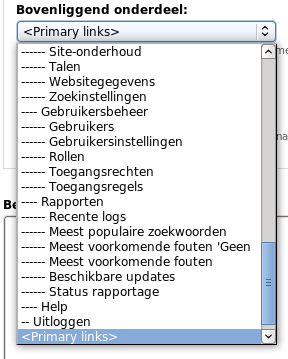 Bovenliggend onderdeel:
<Primary links>
------ Site-onderhoud
------ Talen
------ Websitegegevens
------ Zoekinstellingen
---- Gebruikersbeheer
------ Gebruikers
------ Gebruikersinstellingen
------ Rollen
------ Toegangsrechten
------ Toegangsregels
---- Rapporten
------ Recente logs
------ Meest populaire zoekwoorden
------ Meest voorkomende fouten 'Geen
------ Meest voorkomende fouten
------ Beschikbare updates
------ Status rapportage
---- Help
-- Uitloggen
<Primary links>